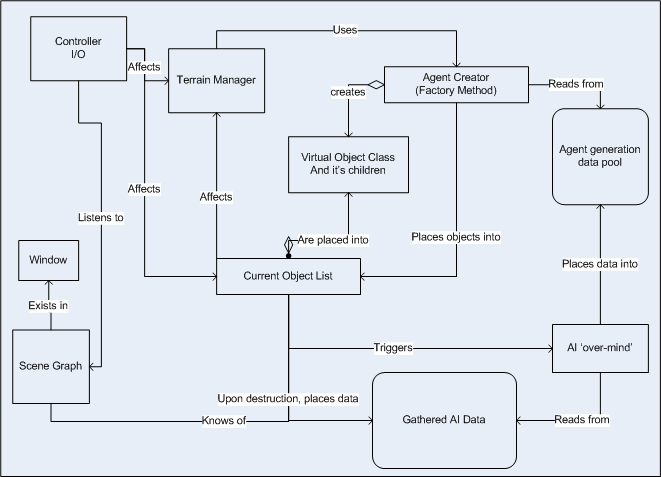 Controller
I/O
Affects
Terrain Manager
Uses
Agent Creator
(Factory Method)
Reads from
creates
Agent generation
data pool
Virtual Object Class
And it's children
Affects
Affects
Listens to
Are placed into
Places objects into
Window
Current Object List
Places data into
Exists in
Scene Graph
Triggers
AI 'over-mind'
Upon destruction, places data
Knows of
Gathered AI Data
Reads from